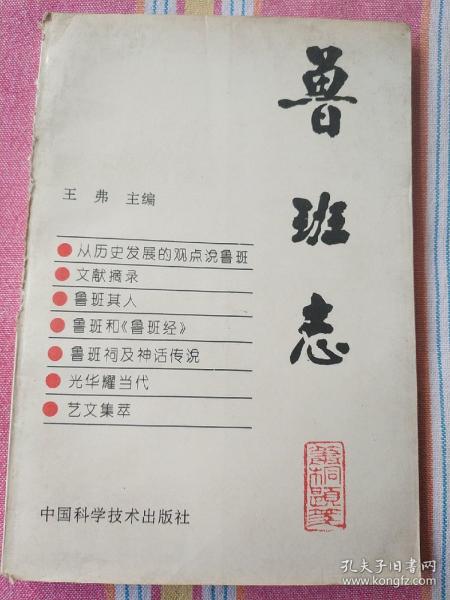 鲁班志
王弗 主编
从历史发展的观点说鲁班
文献摘录
鲁班其人
鲁班和《鲁班经》
鲁班祠及神话传说
光华耀当代
艺文集萃
中国科学技术出版社
孔夫子旧书网
www.kongfz.com